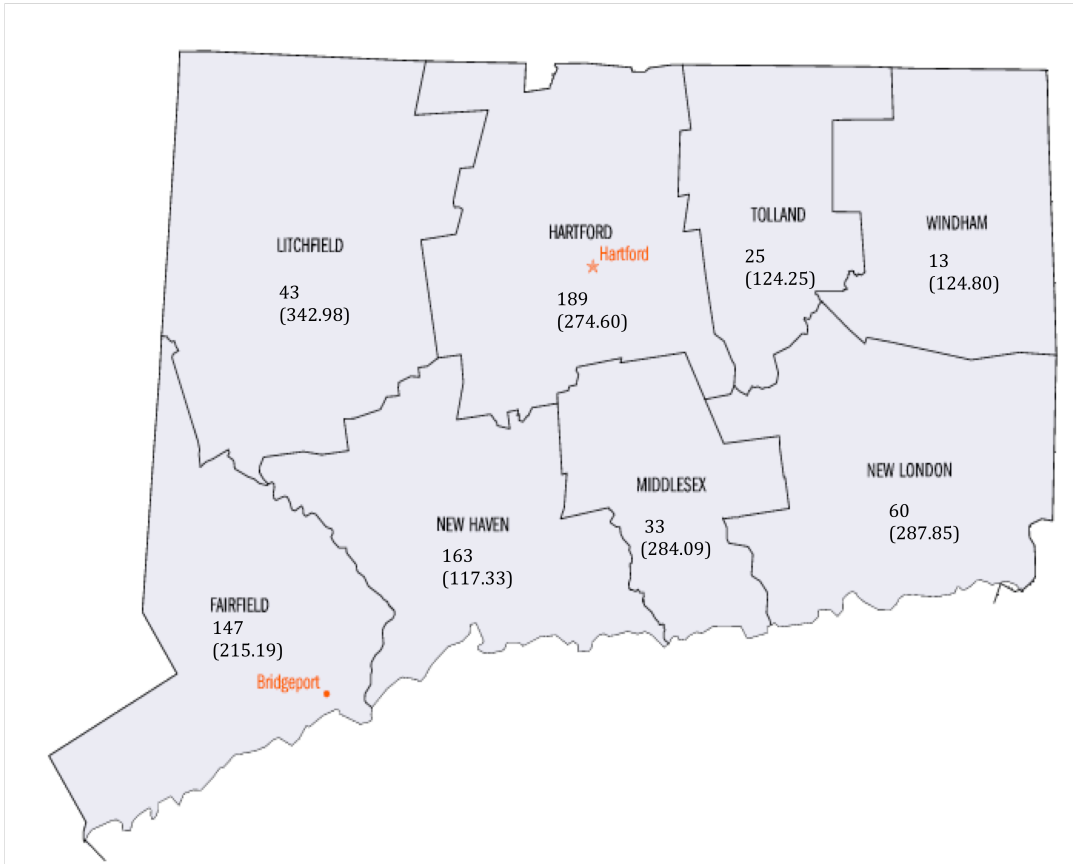 LITCHFIELD
43
(342.98)
HARTFORD
Hartford
189
(274.60)
TOLLAND
25
(124.25)
WINDHAM
13
(124.80)
FAIRFIELD
147
(215.19)
Bridgeport
NEW HAVEN
163
(117.33)
MIDDLESEX
33
(284.09)
NEW LONDON
60
(287.85)